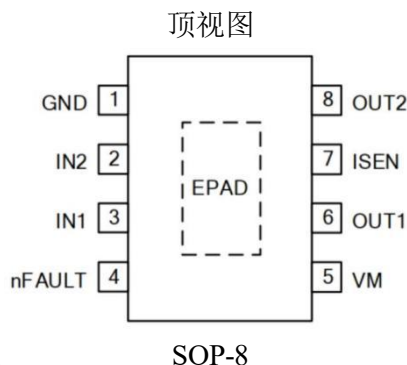 顶视图
GND 1 8 OUT2
IN2 2 7 ISEN
EPAD
IN1 3 6 OUT1
nFAULT 4 5 VM
SOP-8